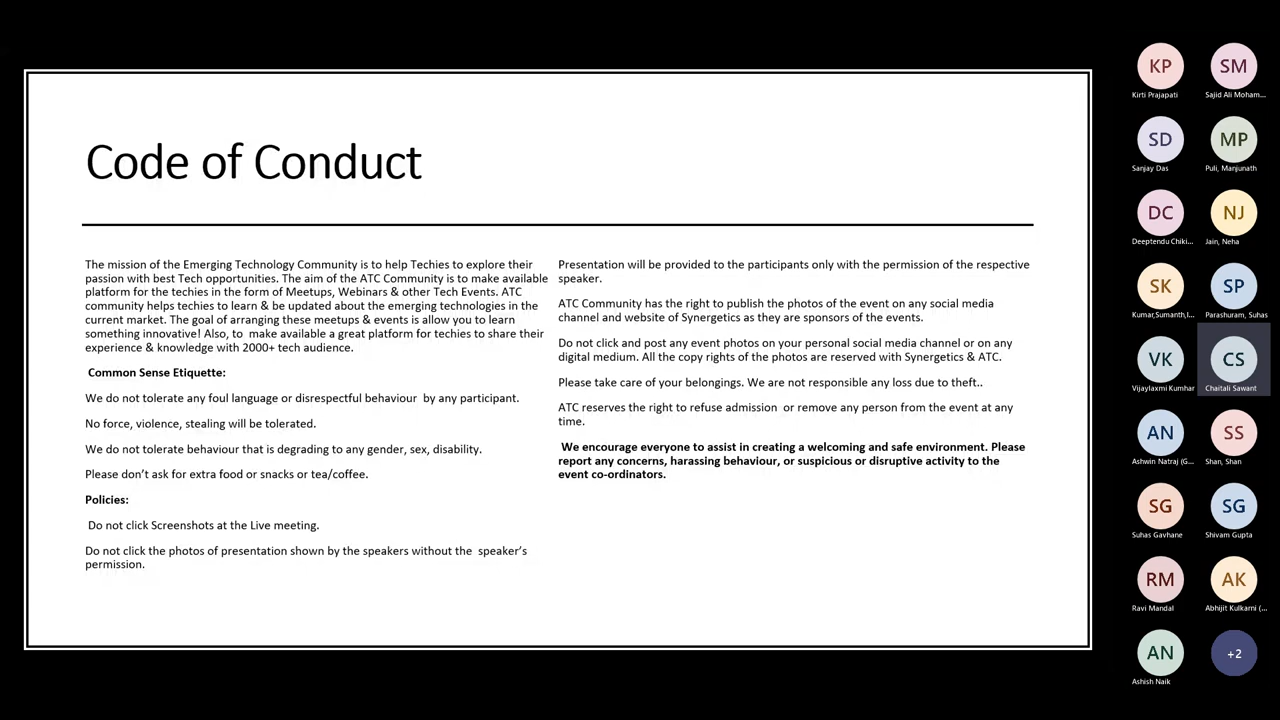 Code of Conduct
The mission of the Emerging Technology Community is to help Techies to explore their
passion with best Tech opportunities. The aim of the ATC Community is to make available
platform for the techies in the form of Meetups, Webinars & other Tech Events. ATC
community helps techies to learn & be updated about the emerging technologies in the
current market. The goal of arranging these meetups & events is allow you to learn
something innovative! Also, to make available a great platform for techies to share their
experience & knowledge with 2000+ tech audience.
Common Sense Etiquette:
We do not tolerate any foul language or disrespectful behaviour by any participant.
No force, violence, stealing will be tolerated.
We do not tolerate behaviour that is degrading to any gender, sex, disability.
Please don't ask for extra food or snacks or tea/coffee.
Policies:
Do not click Screenshots at the Live meeting.
Do not click the photos of presentation shown by the speakers without the speaker's
permission.
Presentation will be provided to the participants only with the permission of the respective
speaker.
ATC Community has the right to publish the photos of the event on any social media
channel and website of Synergetics as they are sponsors of the events.
Do not click and post any event photos on your personal social media channel or on any
digital medium. All the copy rights of the photos are reserved with Synergetics & ATC.
Please take care of your belongings. We are not responsible any loss due to theft..
ATC reserves the right to refuse admission or remove any person from the event at any
time.
We encourage everyone to assist in creating a welcoming and safe environment. Please
report any concerns, harassing behaviour, or suspicious or disruptive activity to the
event co-ordinators.
KP
Kirti Prajapati
SM
Sajid Ali Moham...
SD
Sanjay Das
MP
Puli, Manjunath
DC
Deeptendu Chiki...
NJ
Jain, Neha
SK
Kumar,Sumanth,I...
SP
Parashuram, Suhas
VK
Vijaylaxmi Kumhar
CS
Chaitali Sawant
AN
Ashwin Natraj (G...
SS
Shan, Shan
SG
Suhas Gavhane
SG
Shivam Gupta
RM
Ravi Mandal
AK
Abhijit Kulkarni (...
AN
Ashish Naik
+2